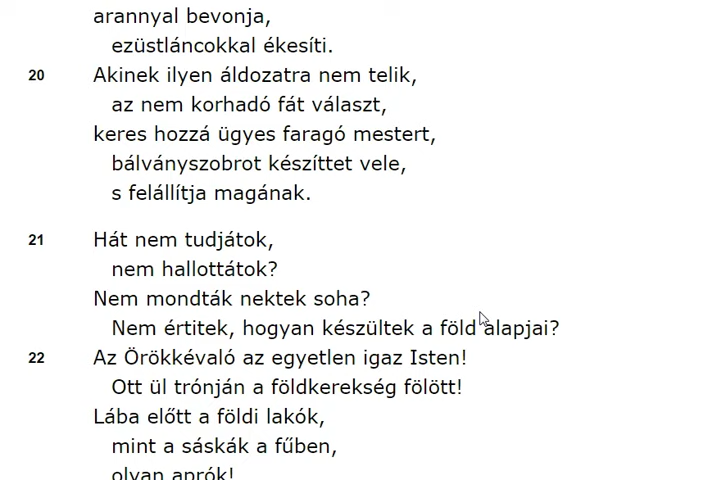 arannyal bevonja,
ezüstláncokkal ékesíti.
20 Akinek ilyen áldozatra nem telik,
az nem korhadó fát választ,
keres hozzá ügyes faragó mestert,
bálványszobrot készíttet vele,
s felállítja magának.
21 Hát nem tudjátok,
nem hallottátok?
Nem mondták nektek soha?
Nem értitek, hogyan készültek a föld alapjai?
22 Az Örökkévaló az egyetlen igaz Isten!
Ott ül trónján a földkerekség fölött!
Lába előtt a földi lakók,
mint a sáskák a fűben,
olyan aprók!